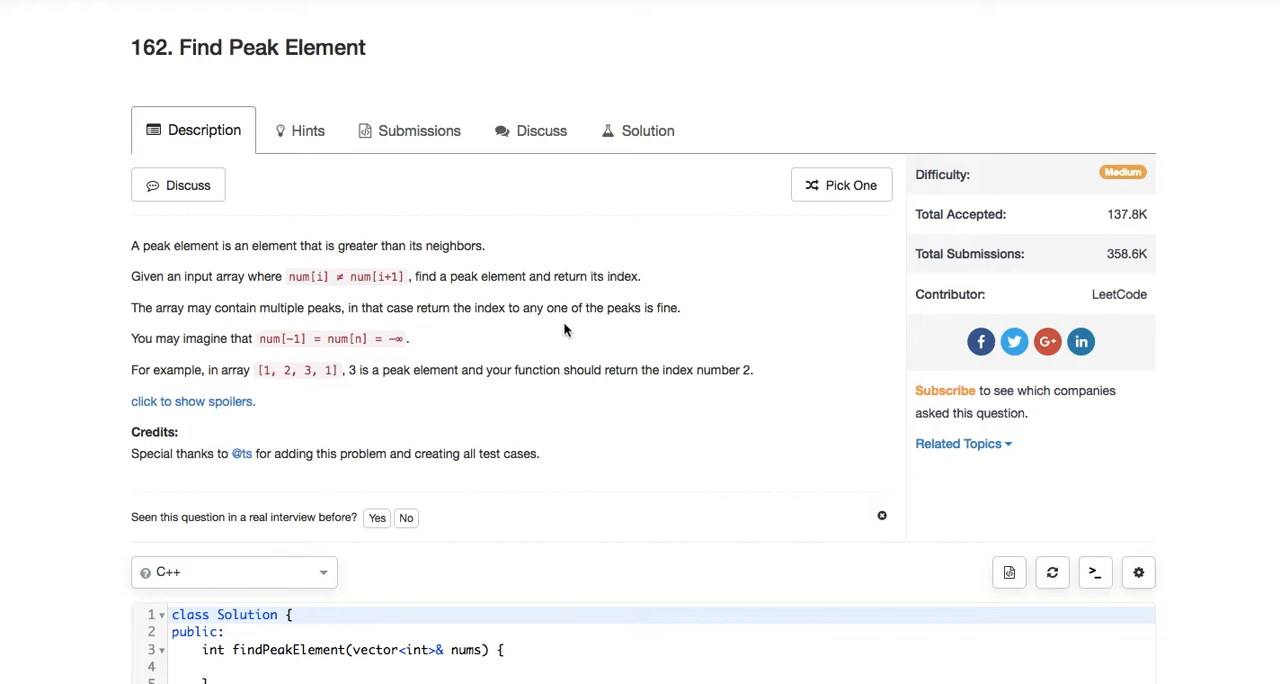 162. Find Peak Element
Description
Hints
Submissions
Discuss
Solution
Discuss
Pick One
A peak element is an element that is greater than its neighbors.
Given an input array where num[i] ≠ num[i+1], find a peak element and return its index.
The array may contain multiple peaks, in that case return the index to any one of the peaks is fine.
You may imagine that num[-1] = num[n] = -∞.
For example, in array [1, 2, 3, 1], 3 is a peak element and your function should return the index number 2.
click to show spoilers.
Credits:
Special thanks to @ts for adding this problem and creating all test cases.
Seen this question in a real interview before? Yes No
Difficulty: Medium
Total Accepted: 137.8K
Total Submissions: 358.6K
Contributor: LeetCode
f G+ in
Subscribe to see which companies
asked this question.
Related Topics
? C++
>_
1 class Solution {
2 public:
3 int findPeakElement(vector<int>& nums) {
4
5 }